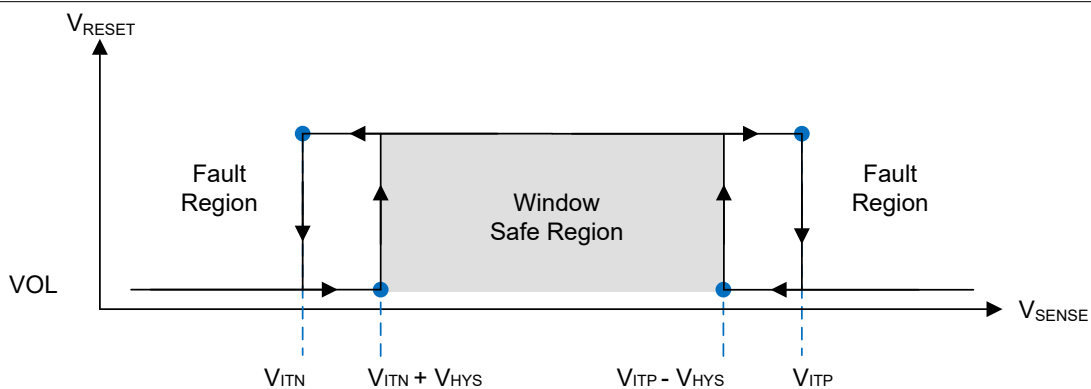 VRESET
Fault
Region
Window
Safe Region
Fault
Region
VOL
VSENSE
VITN
VITN + VHYS
VITP - VHYS
VITP